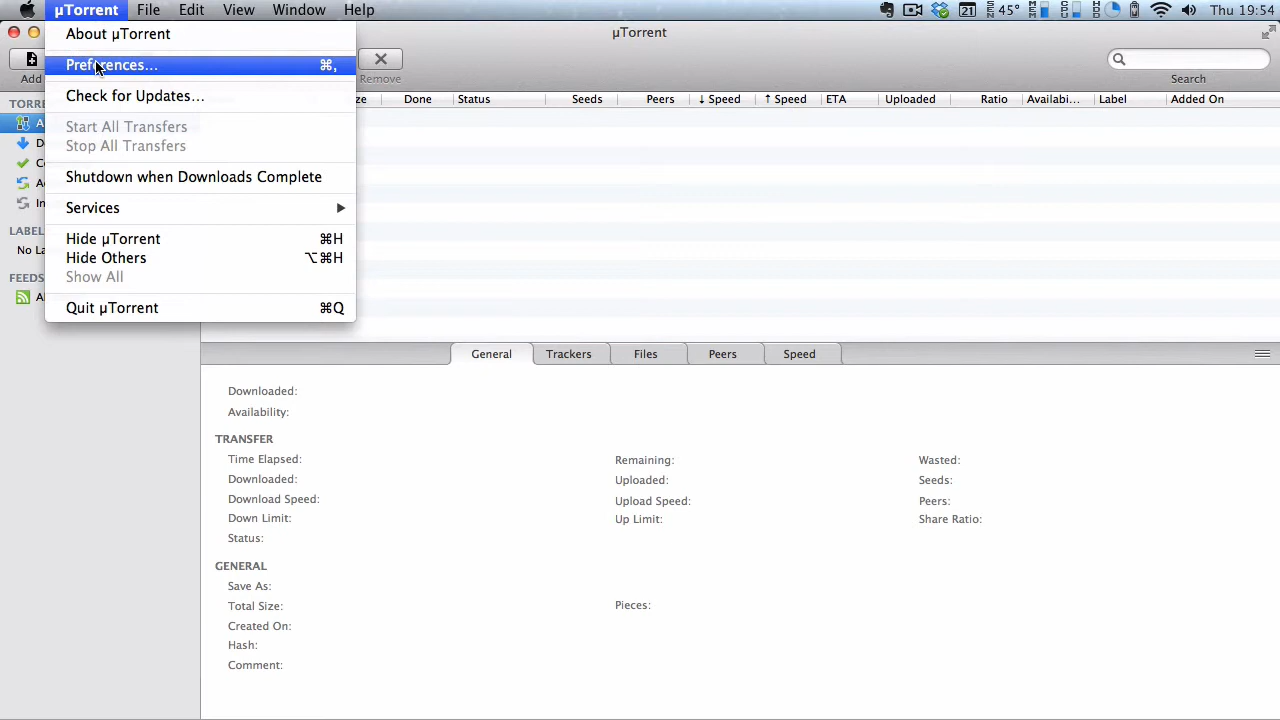 µTorrent File Edit View Window Help 21 45° Thu 19:54
µTorrent
About µTorrent
Preferences... ⌘,
Check for Updates...
Start All Transfers
Stop All Transfers
Shutdown when Downloads Complete
Services
Hide µTorrent ⌘H
Hide Others ⌥⌘H
Show All
Quit µTorrent ⌘Q
Add Remove Search
Done Status Seeds Peers ↓ Speed ↑ Speed ETA Uploaded Ratio Availabi... Label Added On
General Trackers Files Peers Speed
Downloaded:
Availability:
TRANSFER
Time Elapsed: Remaining: Wasted:
Downloaded: Uploaded: Seeds:
Download Speed: Upload Speed: Peers:
Down Limit: Up Limit: Share Ratio:
Status:
GENERAL
Save As:
Total Size: Pieces:
Created On:
Hash:
Comment: